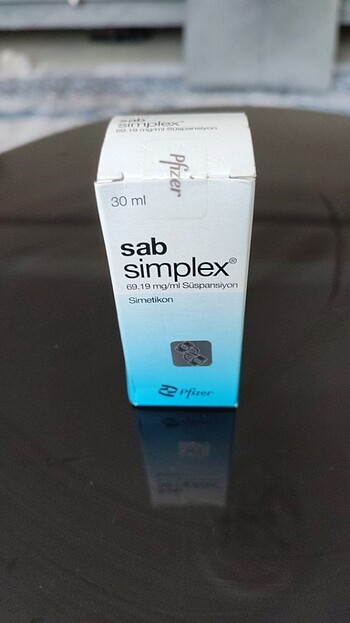 sab
simplex®
69.19 mg/ml Süspansiyon
Pfizer
30 ml
sab
simplex®
69.19 mg/ml Süspansiyon
Simetikon
Pfizer